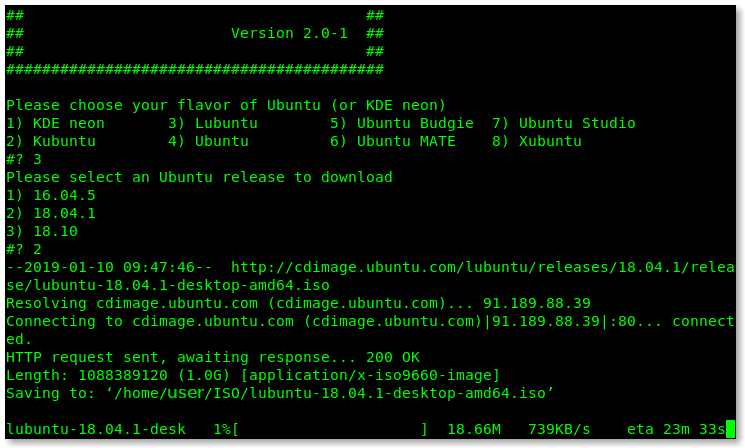 ##                                      ##
##                       Version 2.0-1  ##
##                                      ##
##########################################
Please choose your flavor of Ubuntu (or KDE neon)
1) KDE neon       3) Lubuntu        5) Ubuntu Budgie  7) Ubuntu Studio
2) Kubuntu        4) Ubuntu         6) Ubuntu MATE    8) Xubuntu
#? 3
Please select an Ubuntu release to download
1) 16.04.5
2) 18.04.1
3) 18.10
#? 2
--2019-01-10 09:47:46--  http://cdimage.ubuntu.com/lubuntu/releases/18.04.1/relea
se/lubuntu-18.04.1-desktop-amd64.iso
Resolving cdimage.ubuntu.com (cdimage.ubuntu.com)... 91.189.88.39
Connecting to cdimage.ubuntu.com (cdimage.ubuntu.com)|91.189.88.39|:80... connect
ed.
HTTP request sent, awaiting response... 200 OK
Length: 1088389120 (1.0G) [application/x-iso9660-image]
Saving to: ‘/home/user/ISO/lubuntu-18.04.1-desktop-amd64.iso’
lubuntu-18.04.1-desk   1%[                    ]  18.66M   739KB/s    eta 23m 33s